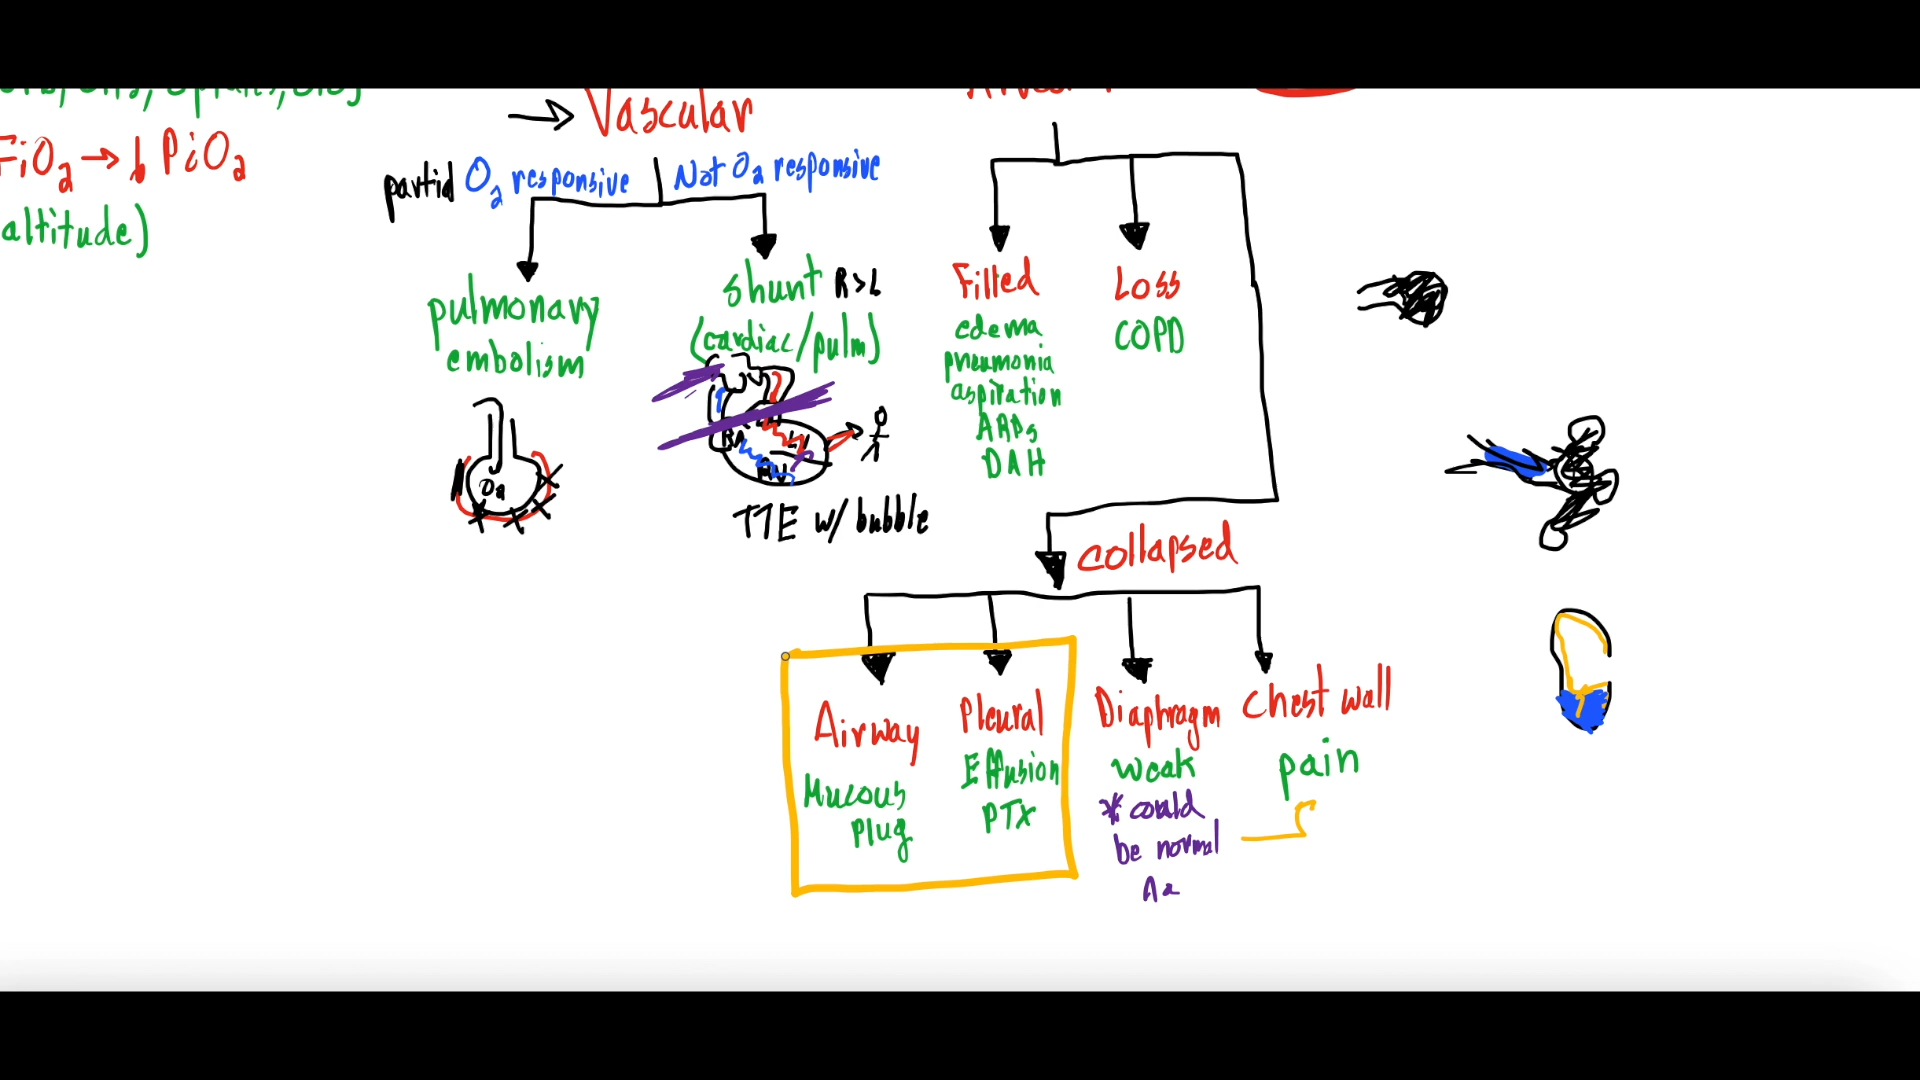 FiO2 → ↓ PiO2
altitude)
→ Vascular
partial O2 responsive
Not O2 responsive
pulmonary
embolism
O2
shunt R>L
(cardiac/pulm)
RA
RV
TTE w/ bubble
Filled
edema
pneumonia
aspiration
ARDs
DAH
Loss
COPD
collapsed
Airway
Mucous
plug
Pleural
Effusion
PTX
Diaphragm
weak
* could
be normal
Aa
Chest wall
pain